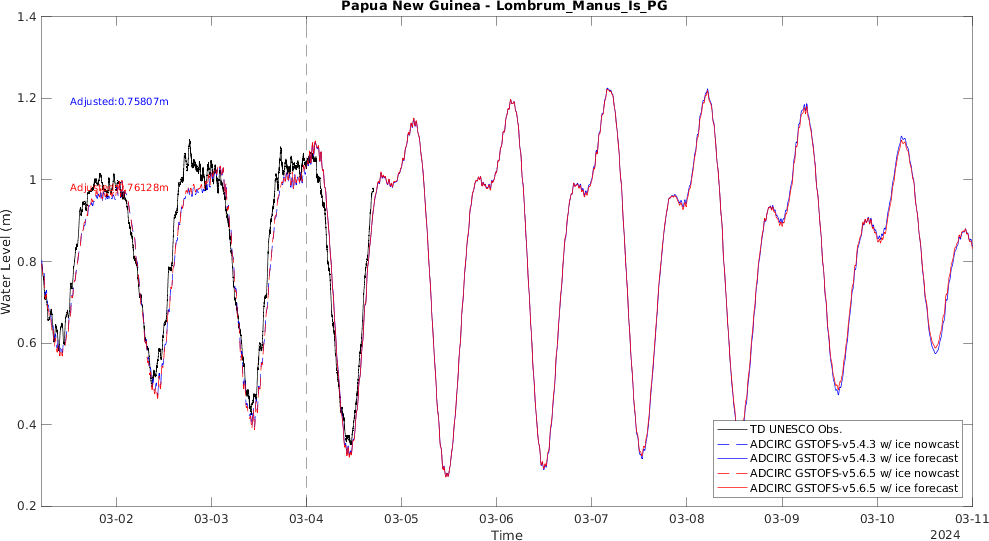 Papua New Guinea - Lombrum_Manus_Is_PG
1.4
1.2
1
0.8
0.6
0.4
0.2
Water Level (m)
Adjusted:0.75807m
Adjusted:0.76128m
TD UNESCO Obs.
ADCIRC GSTOFS-v5.4.3 w/ ice nowcast
ADCIRC GSTOFS-v5.4.3 w/ ice forecast
ADCIRC GSTOFS-v5.6.5 w/ ice nowcast
ADCIRC GSTOFS-v5.6.5 w/ ice forecast
03-02 03-03 03-04 03-05 03-06 03-07 03-08 03-09 03-10 03-11
Time
2024